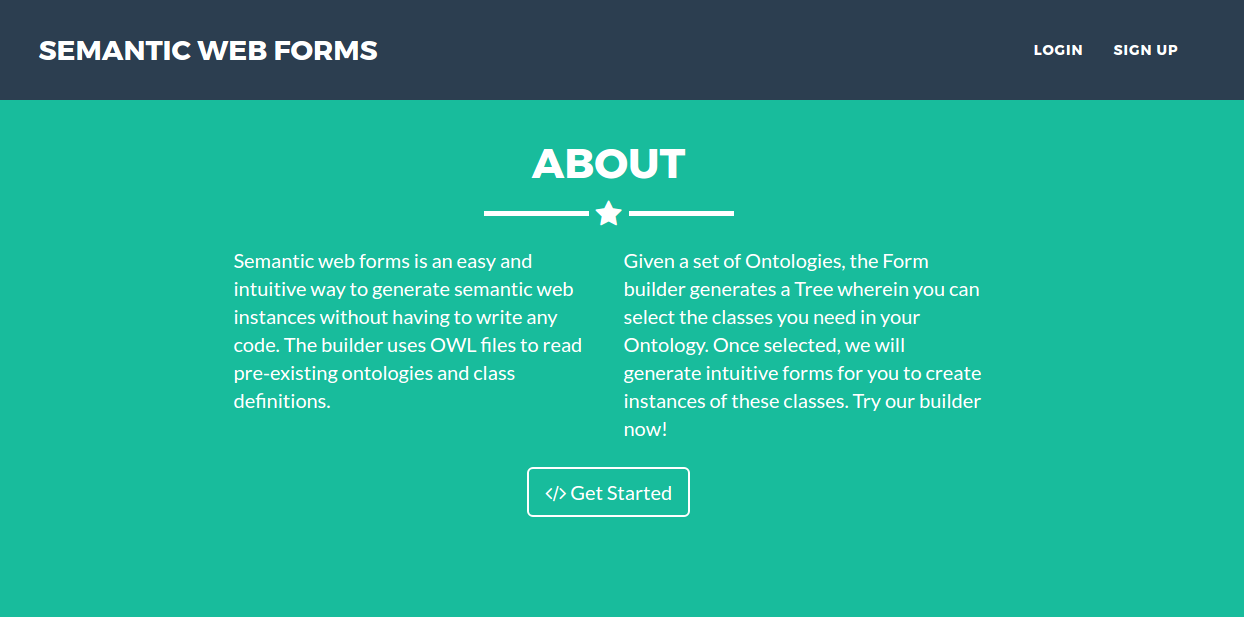 SEMANTIC WEB FORMS
LOGIN SIGN UP
ABOUT
Semantic web forms is an easy and
intuitive way to generate semantic web
instances without having to write any
code. The builder uses OWL files to read
pre-existing ontologies and class
definitions.
Given a set of Ontologies, the Form
builder generates a Tree wherein you can
select the classes you need in your
Ontology. Once selected, we will
generate intuitive forms for you to create
instances of these classes. Try our builder
now!
</> Get Started